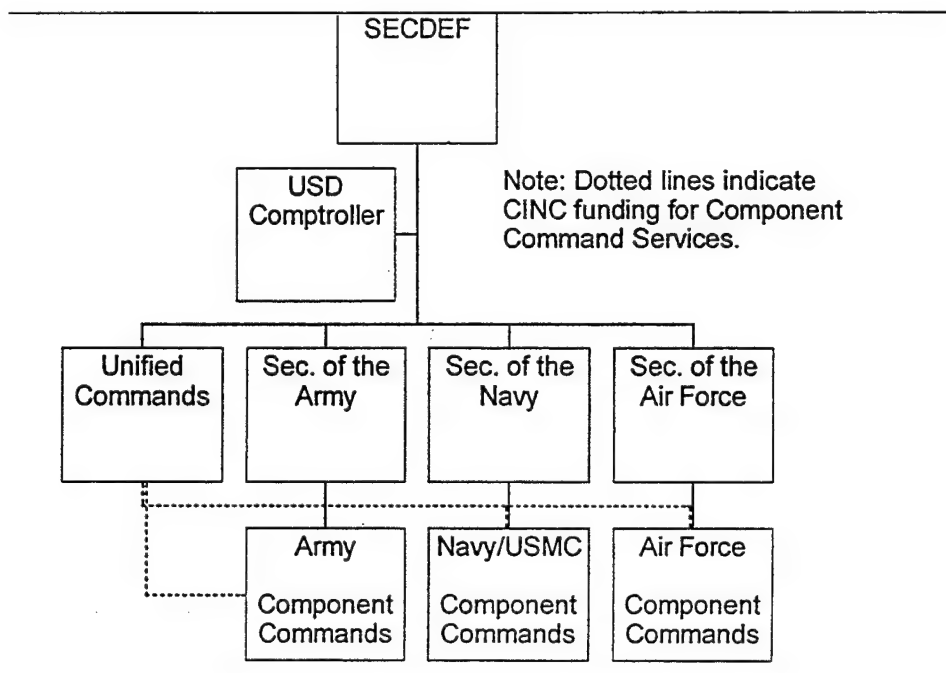 SECDEF
USD
Comptroller
Note: Dotted lines indicate
CINC funding for Component
Command Services.
Unified
Commands
Sec. of the
Army
Sec. of the
Navy
Sec. of the
Air Force
Army
Component
Commands
Navy/USMC
Component
Commands
Air Force
Component
Commands